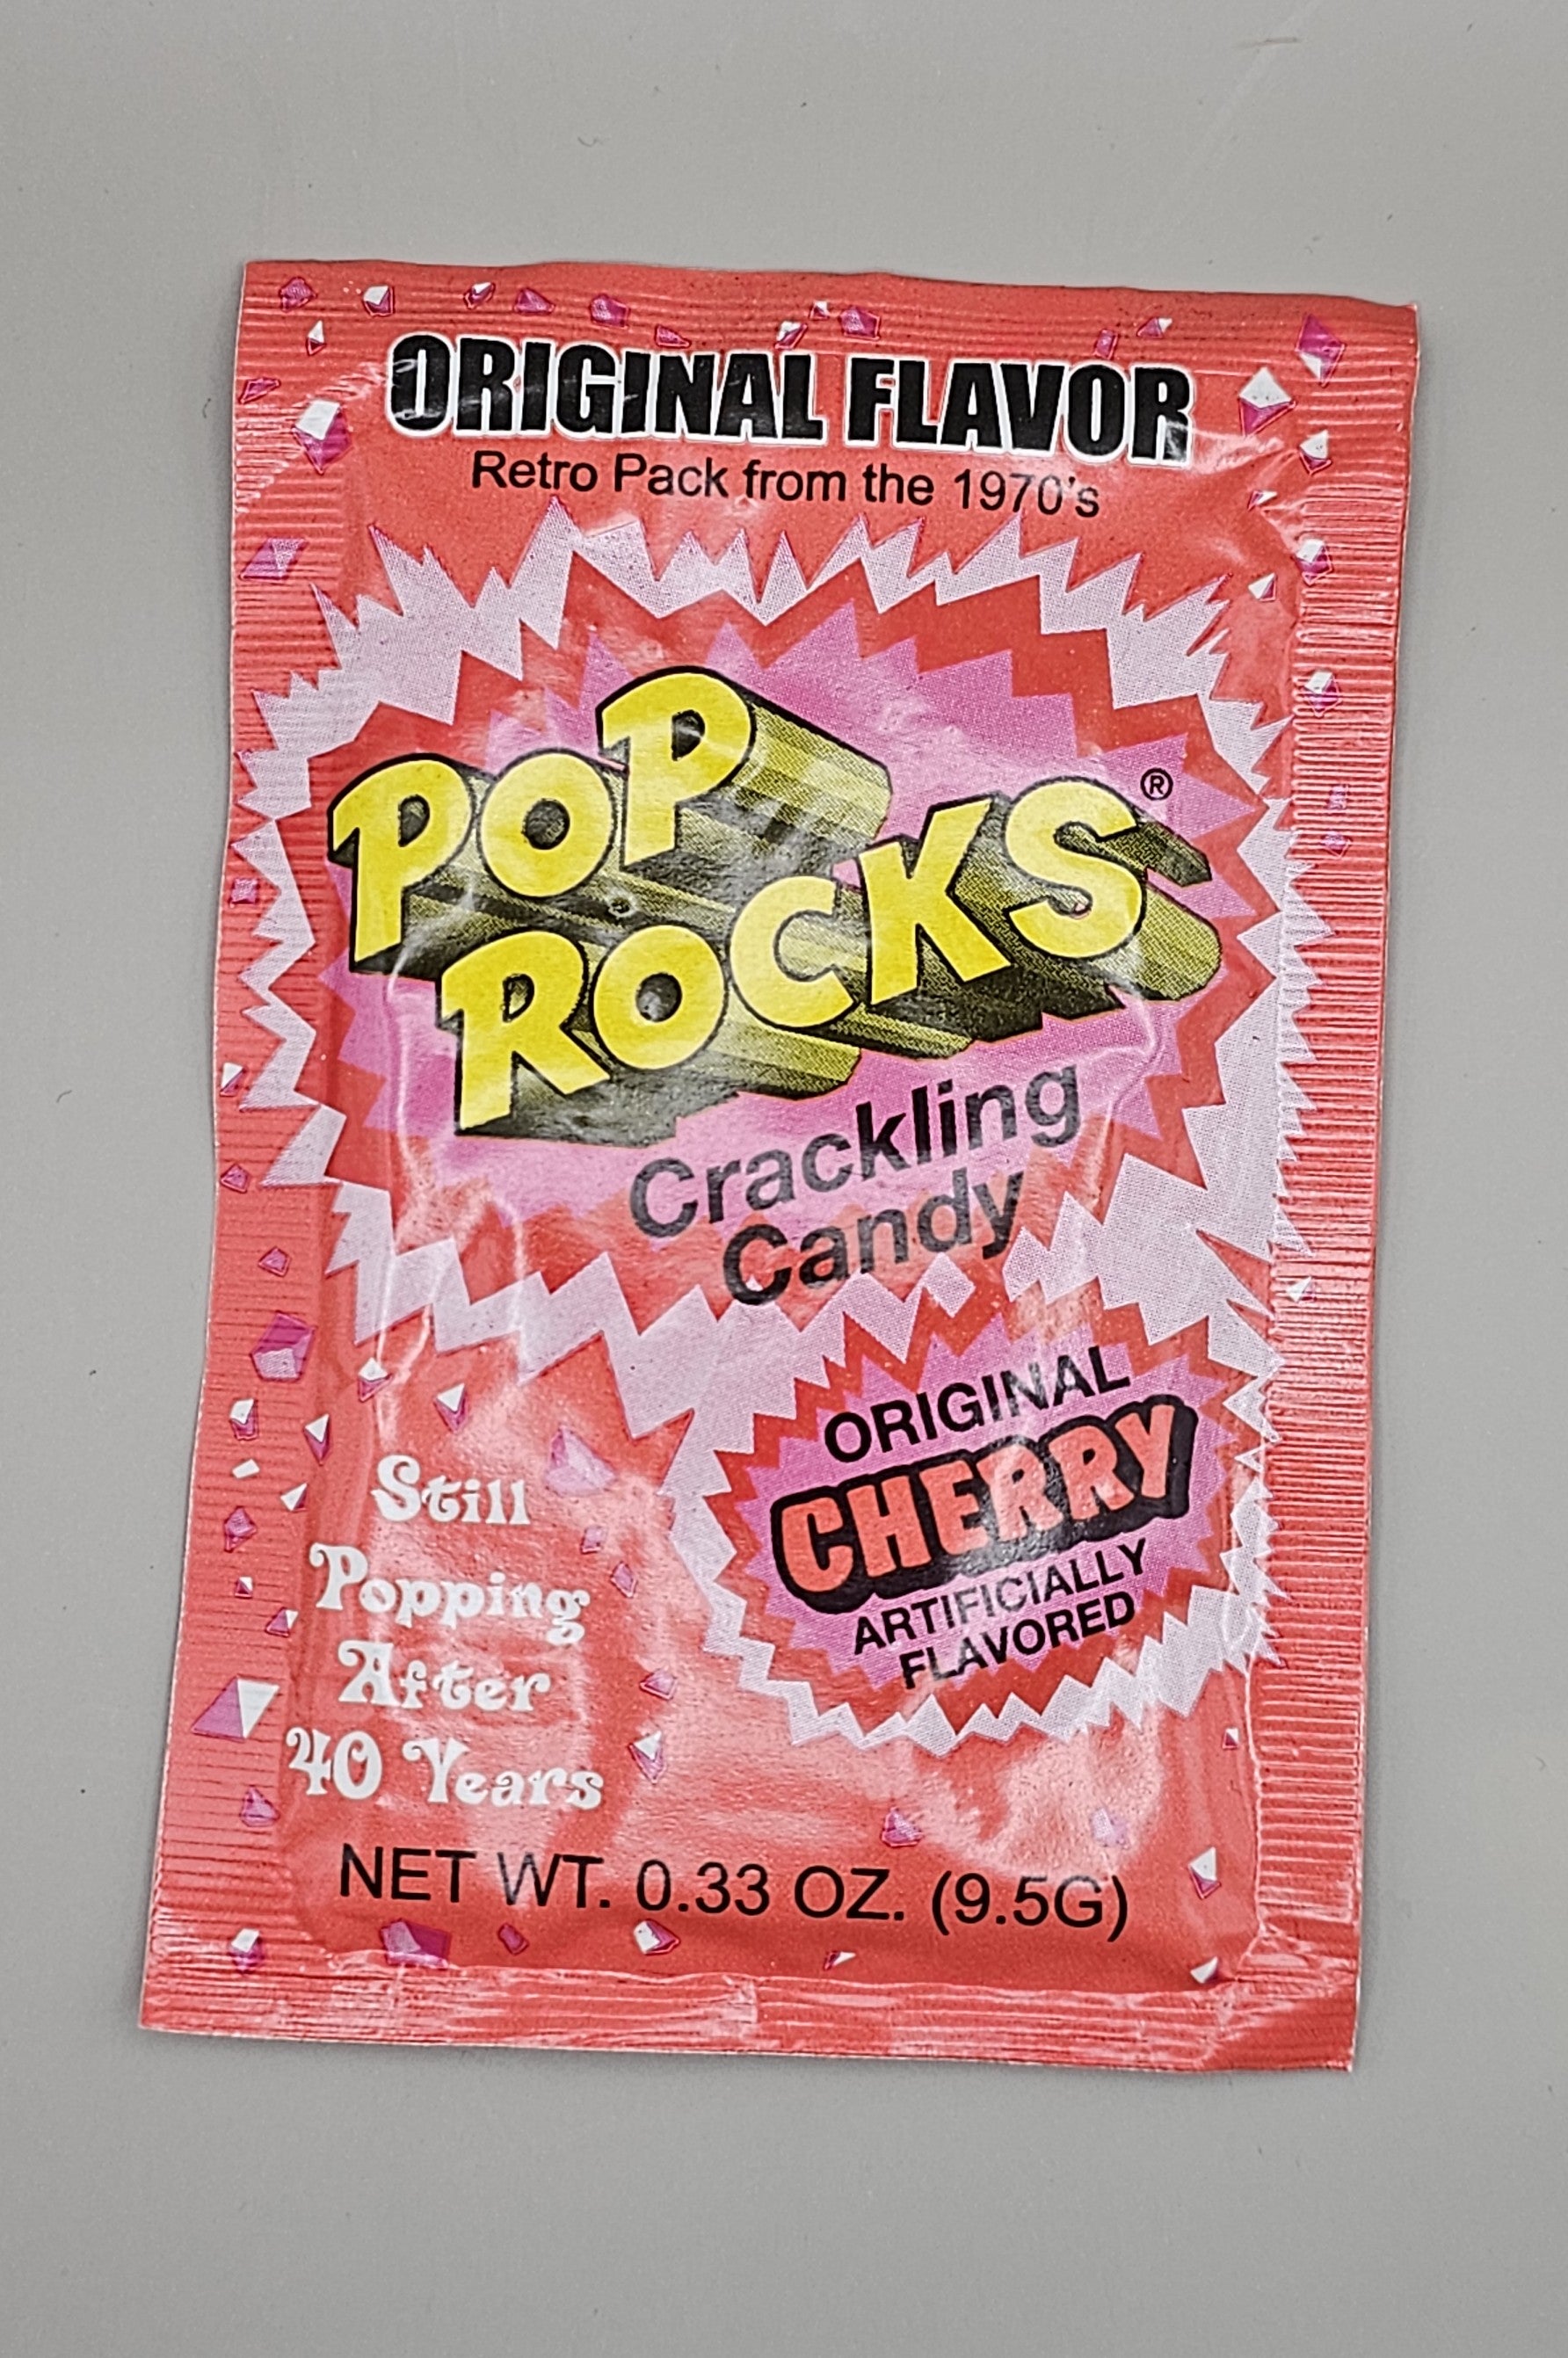 ORIGINAL FLAVOR
Retro Pack from the 1970's
POP
ROCKS®
Crackling
Candy
ORIGINAL
CHERRY
ARTIFICIALLY
FLAVORED
Still
Popping
After
40 Years
NET WT. 0.33 OZ. (9.5G)